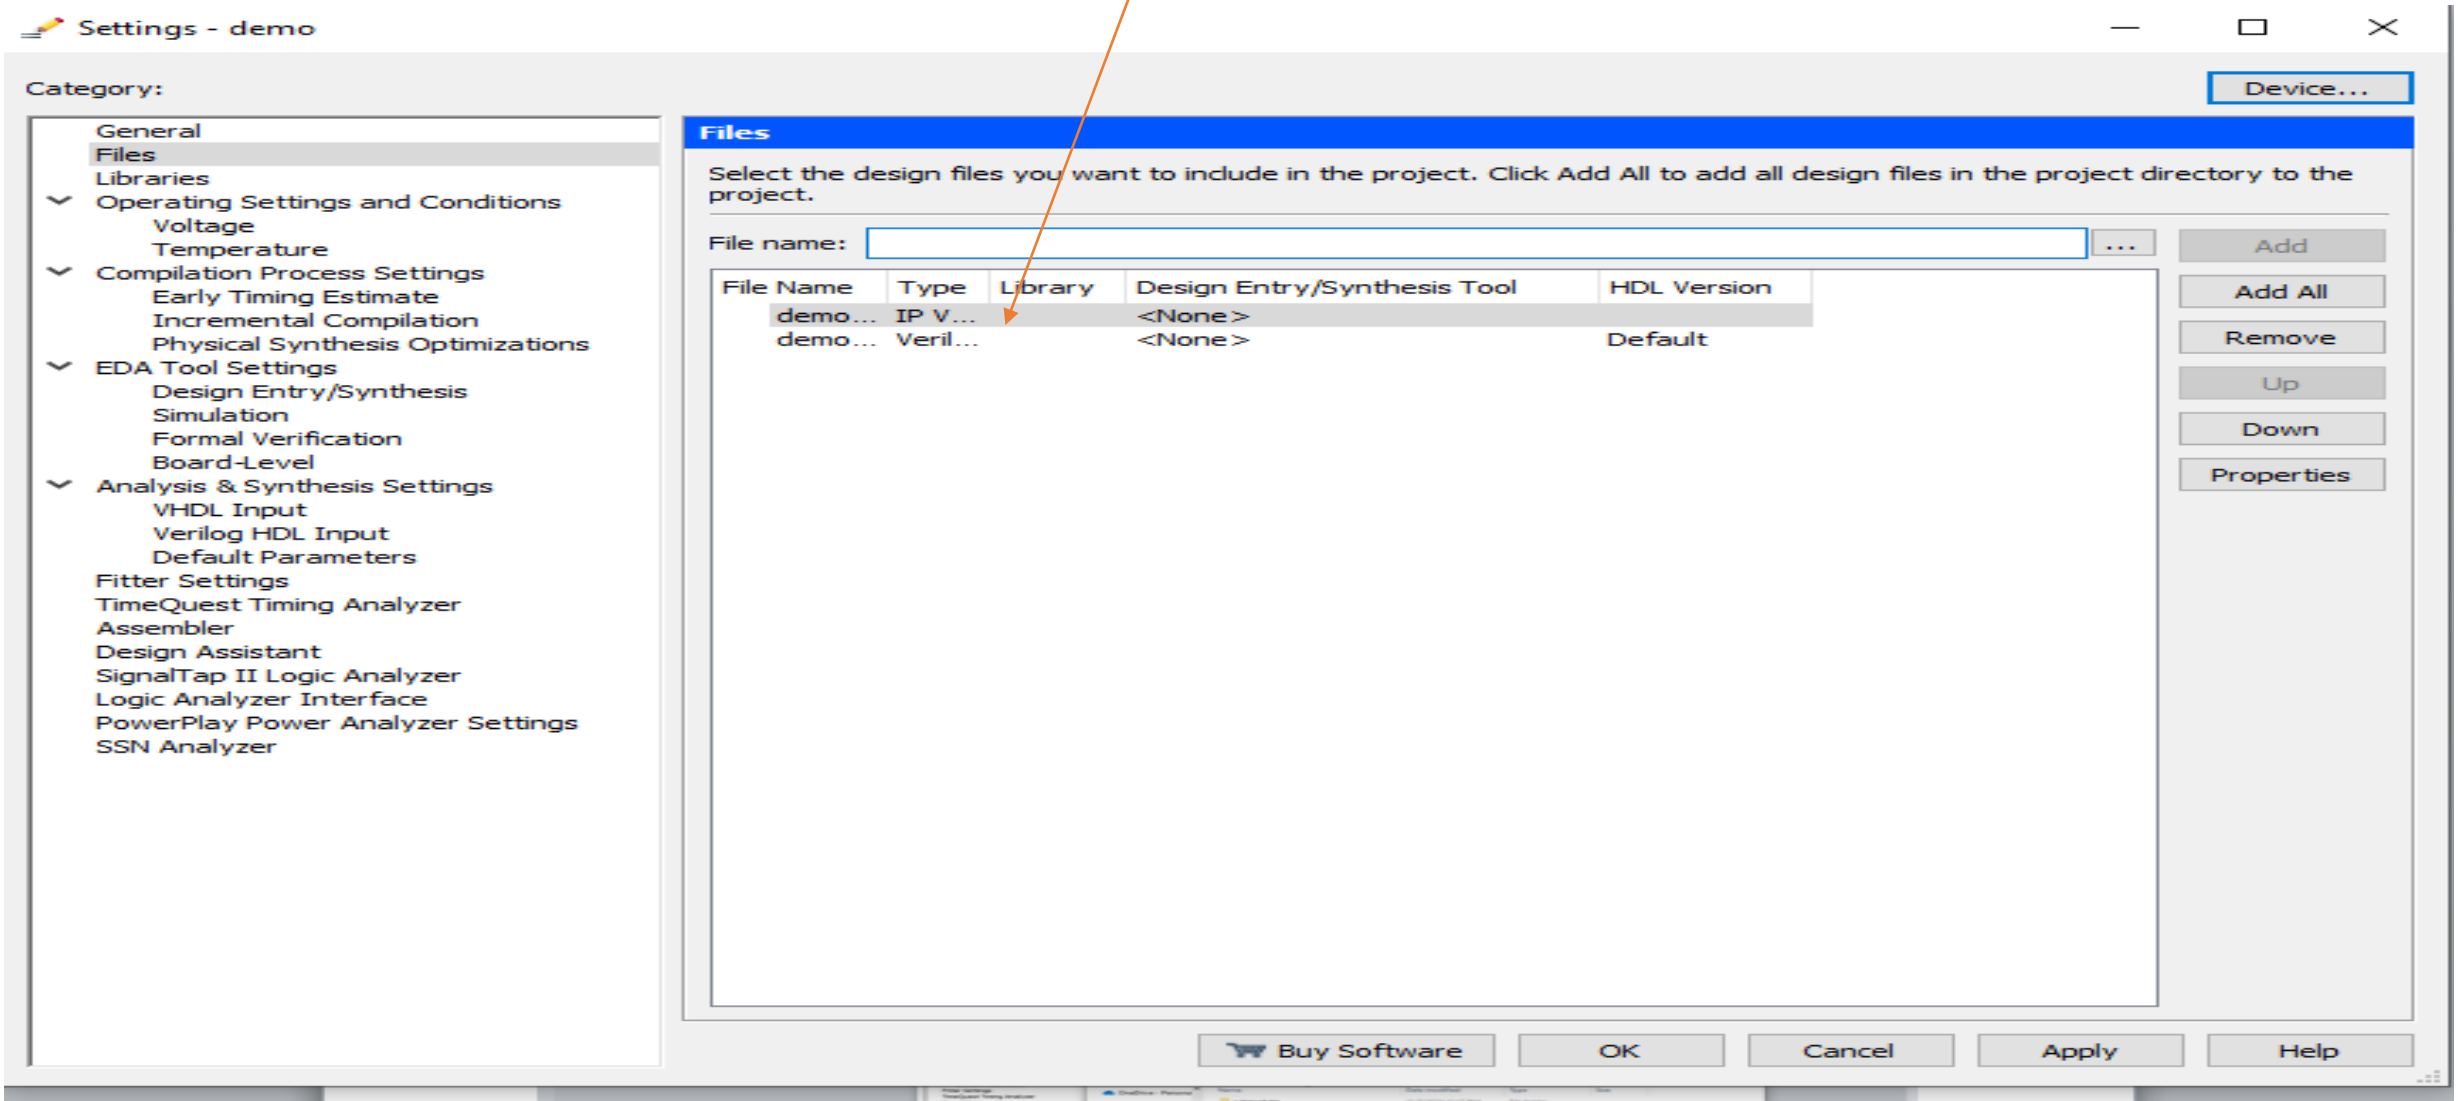 Settings - demo
Category:
Device...
General
Files
Libraries
Operating Settings and Conditions
Voltage
Temperature
Compilation Process Settings
Early Timing Estimate
Incremental Compilation
Physical Synthesis Optimizations
EDA Tool Settings
Design Entry/Synthesis
Simulation
Formal Verification
Board-Level
Analysis & Synthesis Settings
VHDL Input
Verilog HDL Input
Default Parameters
Fitter Settings
TimeQuest Timing Analyzer
Assembler
Design Assistant
SignalTap II Logic Analyzer
Logic Analyzer Interface
PowerPlay Power Analyzer Settings
SSN Analyzer
Files
Select the design files you want to include in the project. Click Add All to add all design files in the project directory to the
project.
File name:
...
Add
File Name Type Library Design Entry/Synthesis Tool HDL Version
demo... IP V... <None>
demo... Veril... <None> Default
Add All
Remove
Up
Down
Properties
Buy Software
OK
Cancel
Apply
Help